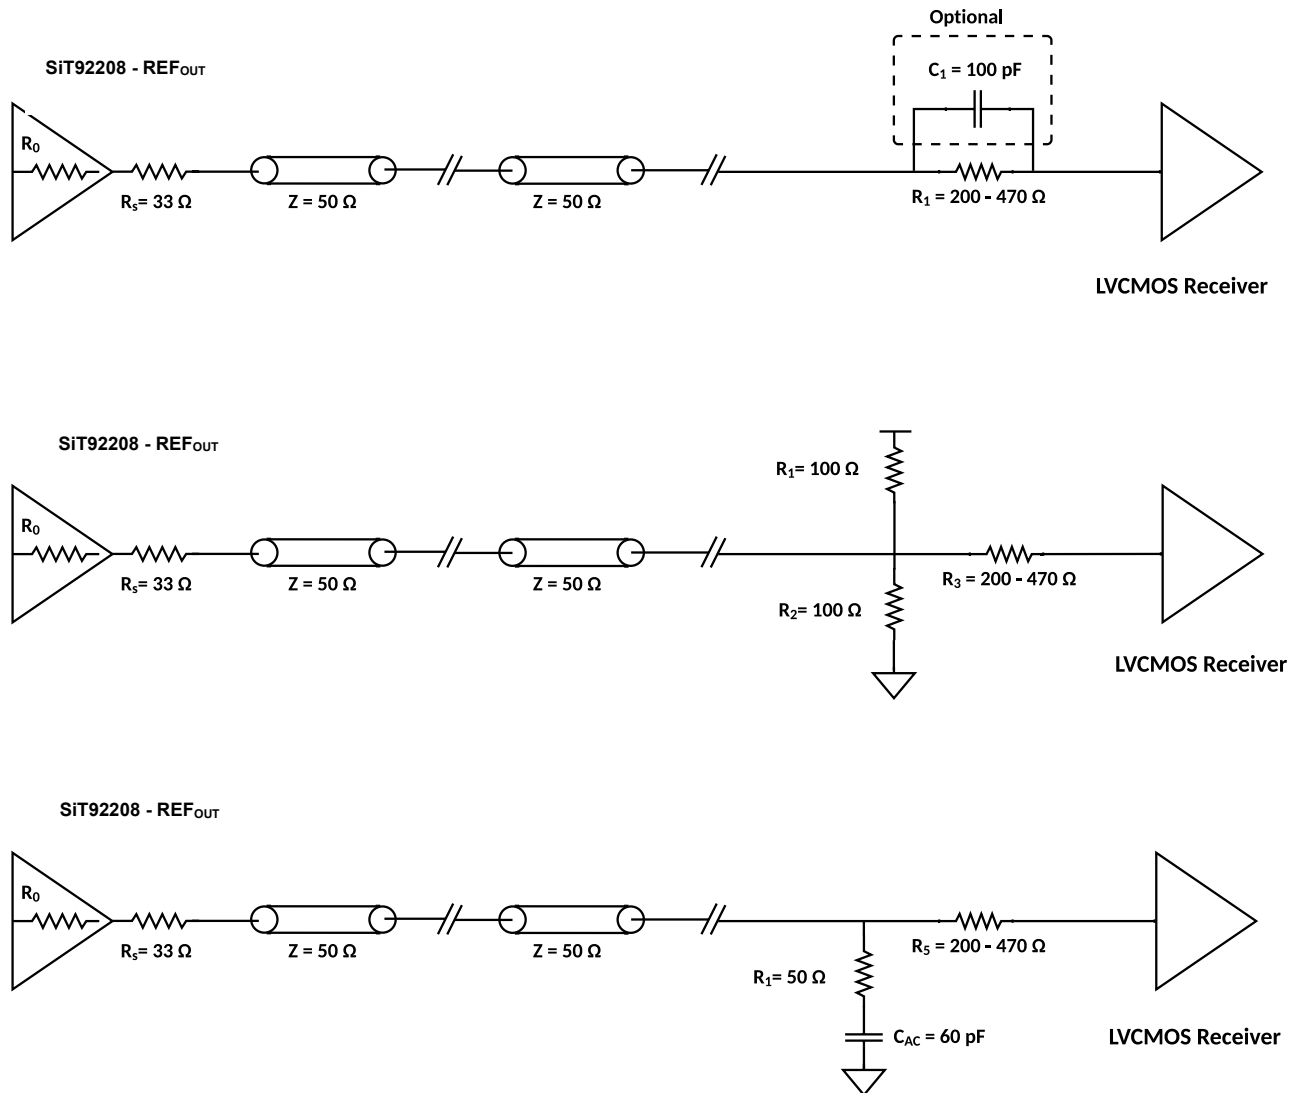 Optional
SiT92208 - REFOUT
C1 = 100 pF
R0
Rs= 33 Ω
Z = 50 Ω
Z = 50 Ω
R1 = 200 - 470 Ω
LVCMOS Receiver
SiT92208 - REFOUT
R1= 100 Ω
R0
Rs= 33 Ω
Z = 50 Ω
Z = 50 Ω
R3 = 200 - 470 Ω
R2= 100 Ω
LVCMOS Receiver
SiT92208 - REFOUT
R0
Rs= 33 Ω
Z = 50 Ω
Z = 50 Ω
R5 = 200 - 470 Ω
R1= 50 Ω
CAC = 60 pF
LVCMOS Receiver